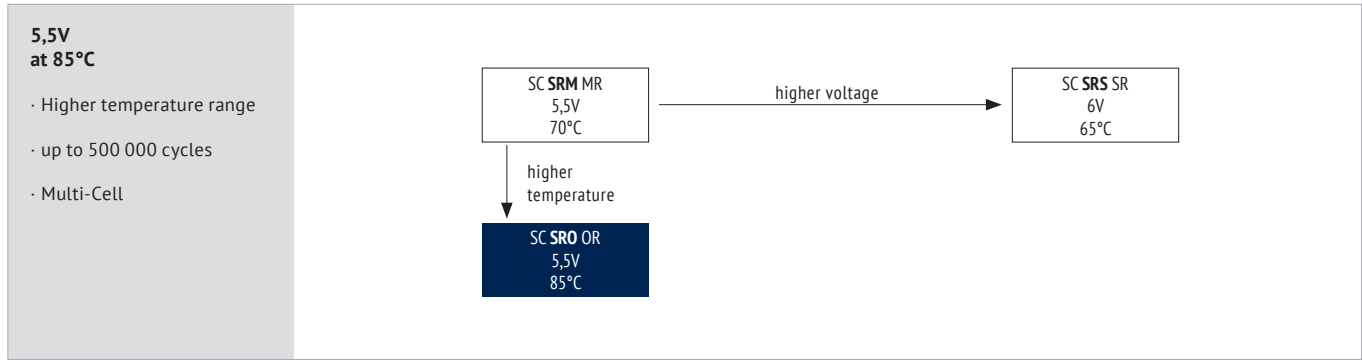 5,5V
at 85°C
· Higher temperature range
· up to 500 000 cycles
· Multi-Cell
SC SRM MR
5,5V
70°C
higher voltage
SC SRS SR
6V
65°C
higher
temperature
SC SRO OR
5,5V
85°C